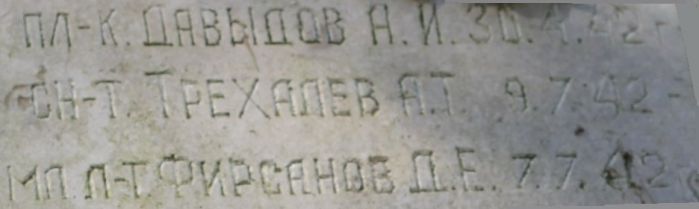 ПЛ-К. ДАВЫДОВ А.И. 30.4.42 г
СН-Т. ТРЕХАЛЕВ А.Т. 9.7.42 -
МЛ. Л-Т ФИРСАНОВ Д.Е. 7.7.42 г